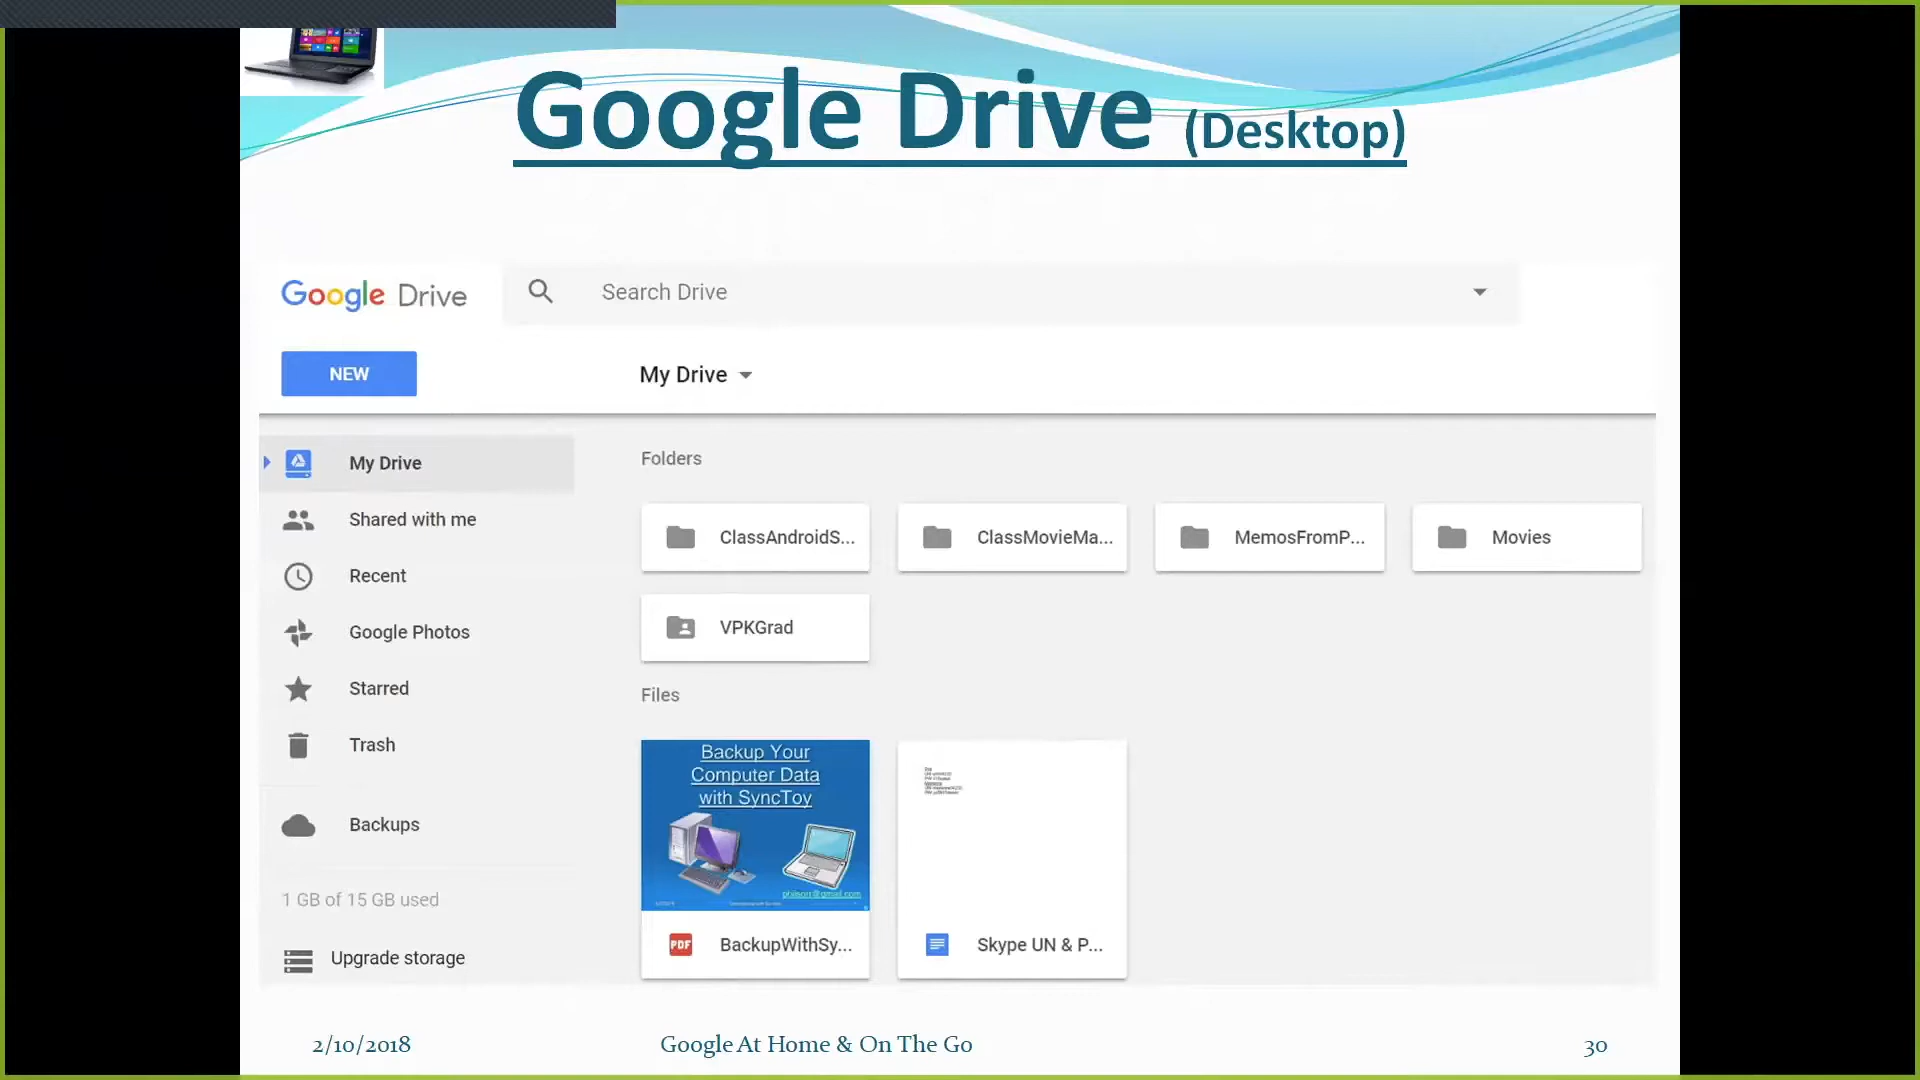 Google Drive (Desktop)
Google Drive
Search Drive
NEW
My Drive
My Drive
Shared with me
Recent
Google Photos
Starred
Trash
Backups
1 GB of 15 GB used
Upgrade storage
Folders
ClassAndroidS...
ClassMovieMa...
MemosFromP...
Movies
VPKGrad
Files
Backup Your
Computer Data
with SyncToy
PDF
BackupWithSy...
Skype UN & P...
2/10/2018
Google At Home & On The Go
30